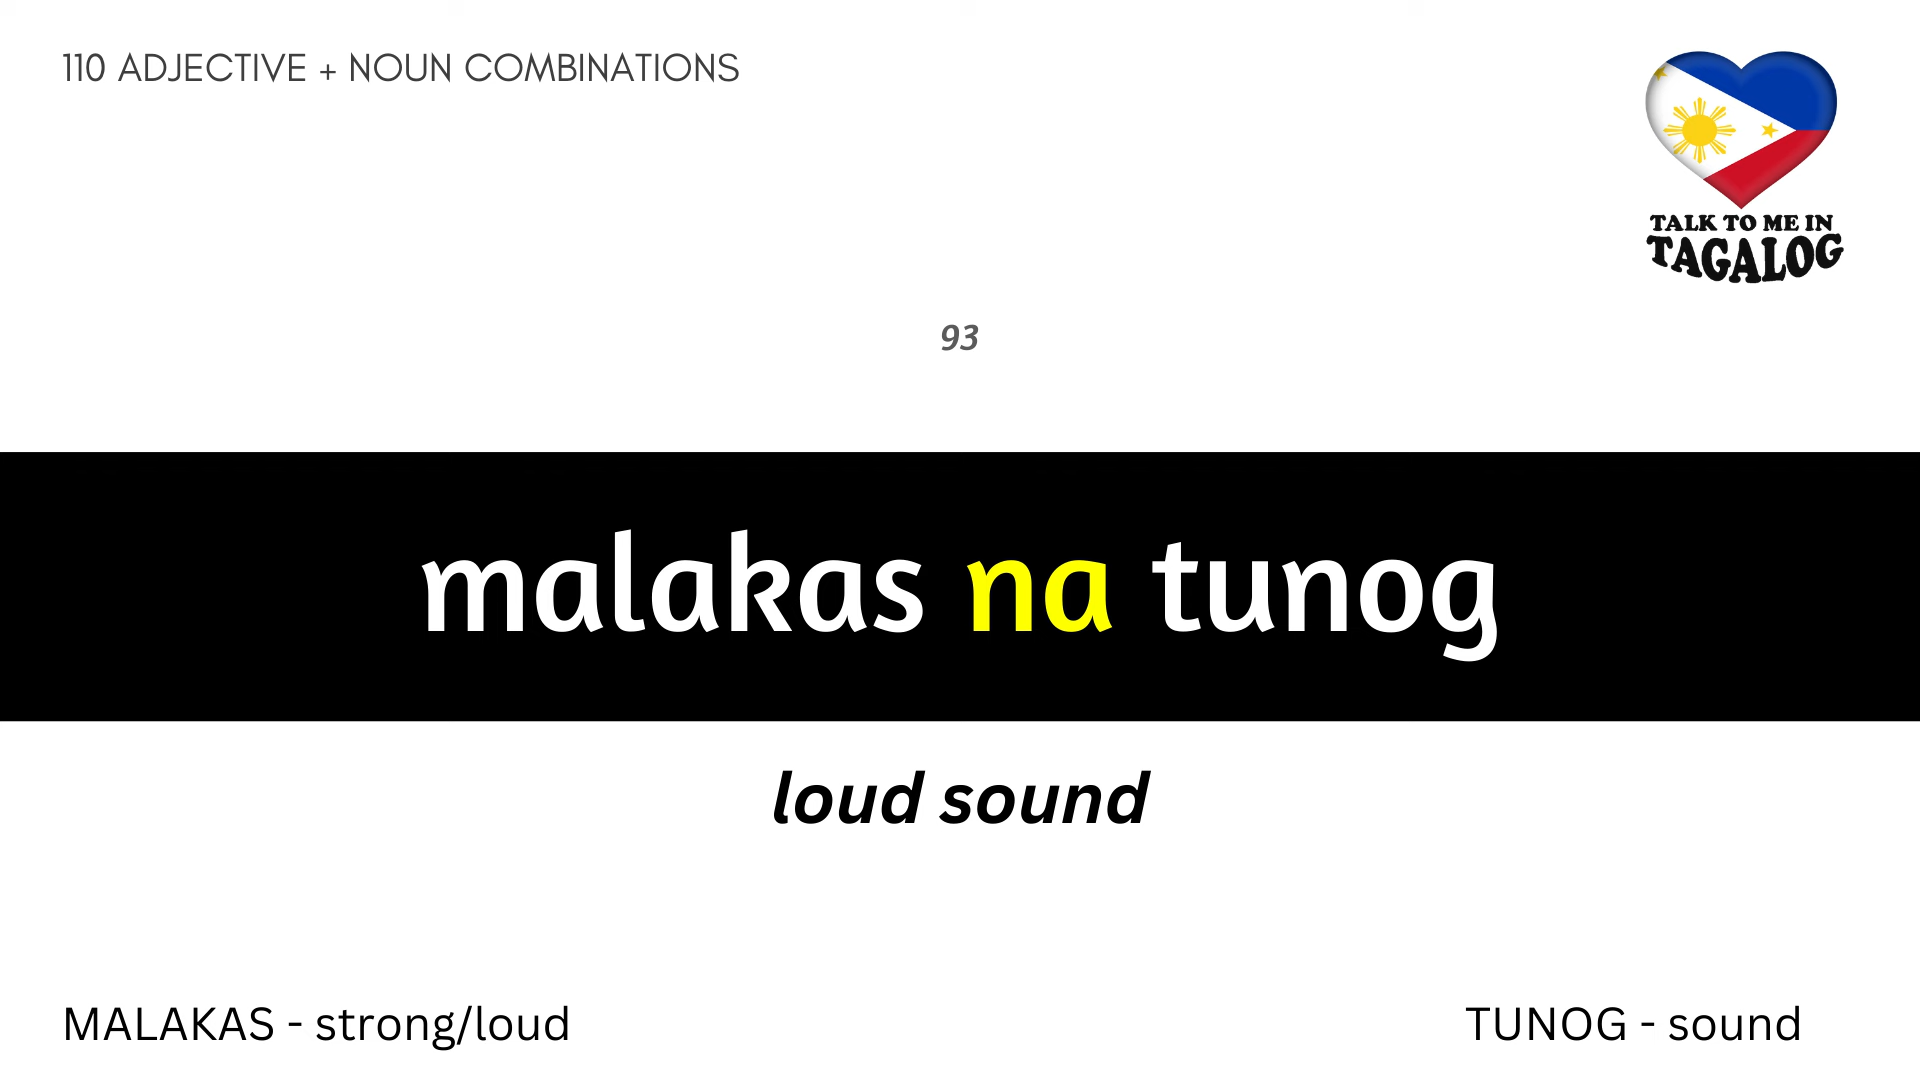 110 ADJECTIVE + NOUN COMBINATIONS
TALK TO ME IN
TAGALOG
93
malakas na tunog
loud sound
MALAKAS - strong/loud
TUNOG - sound